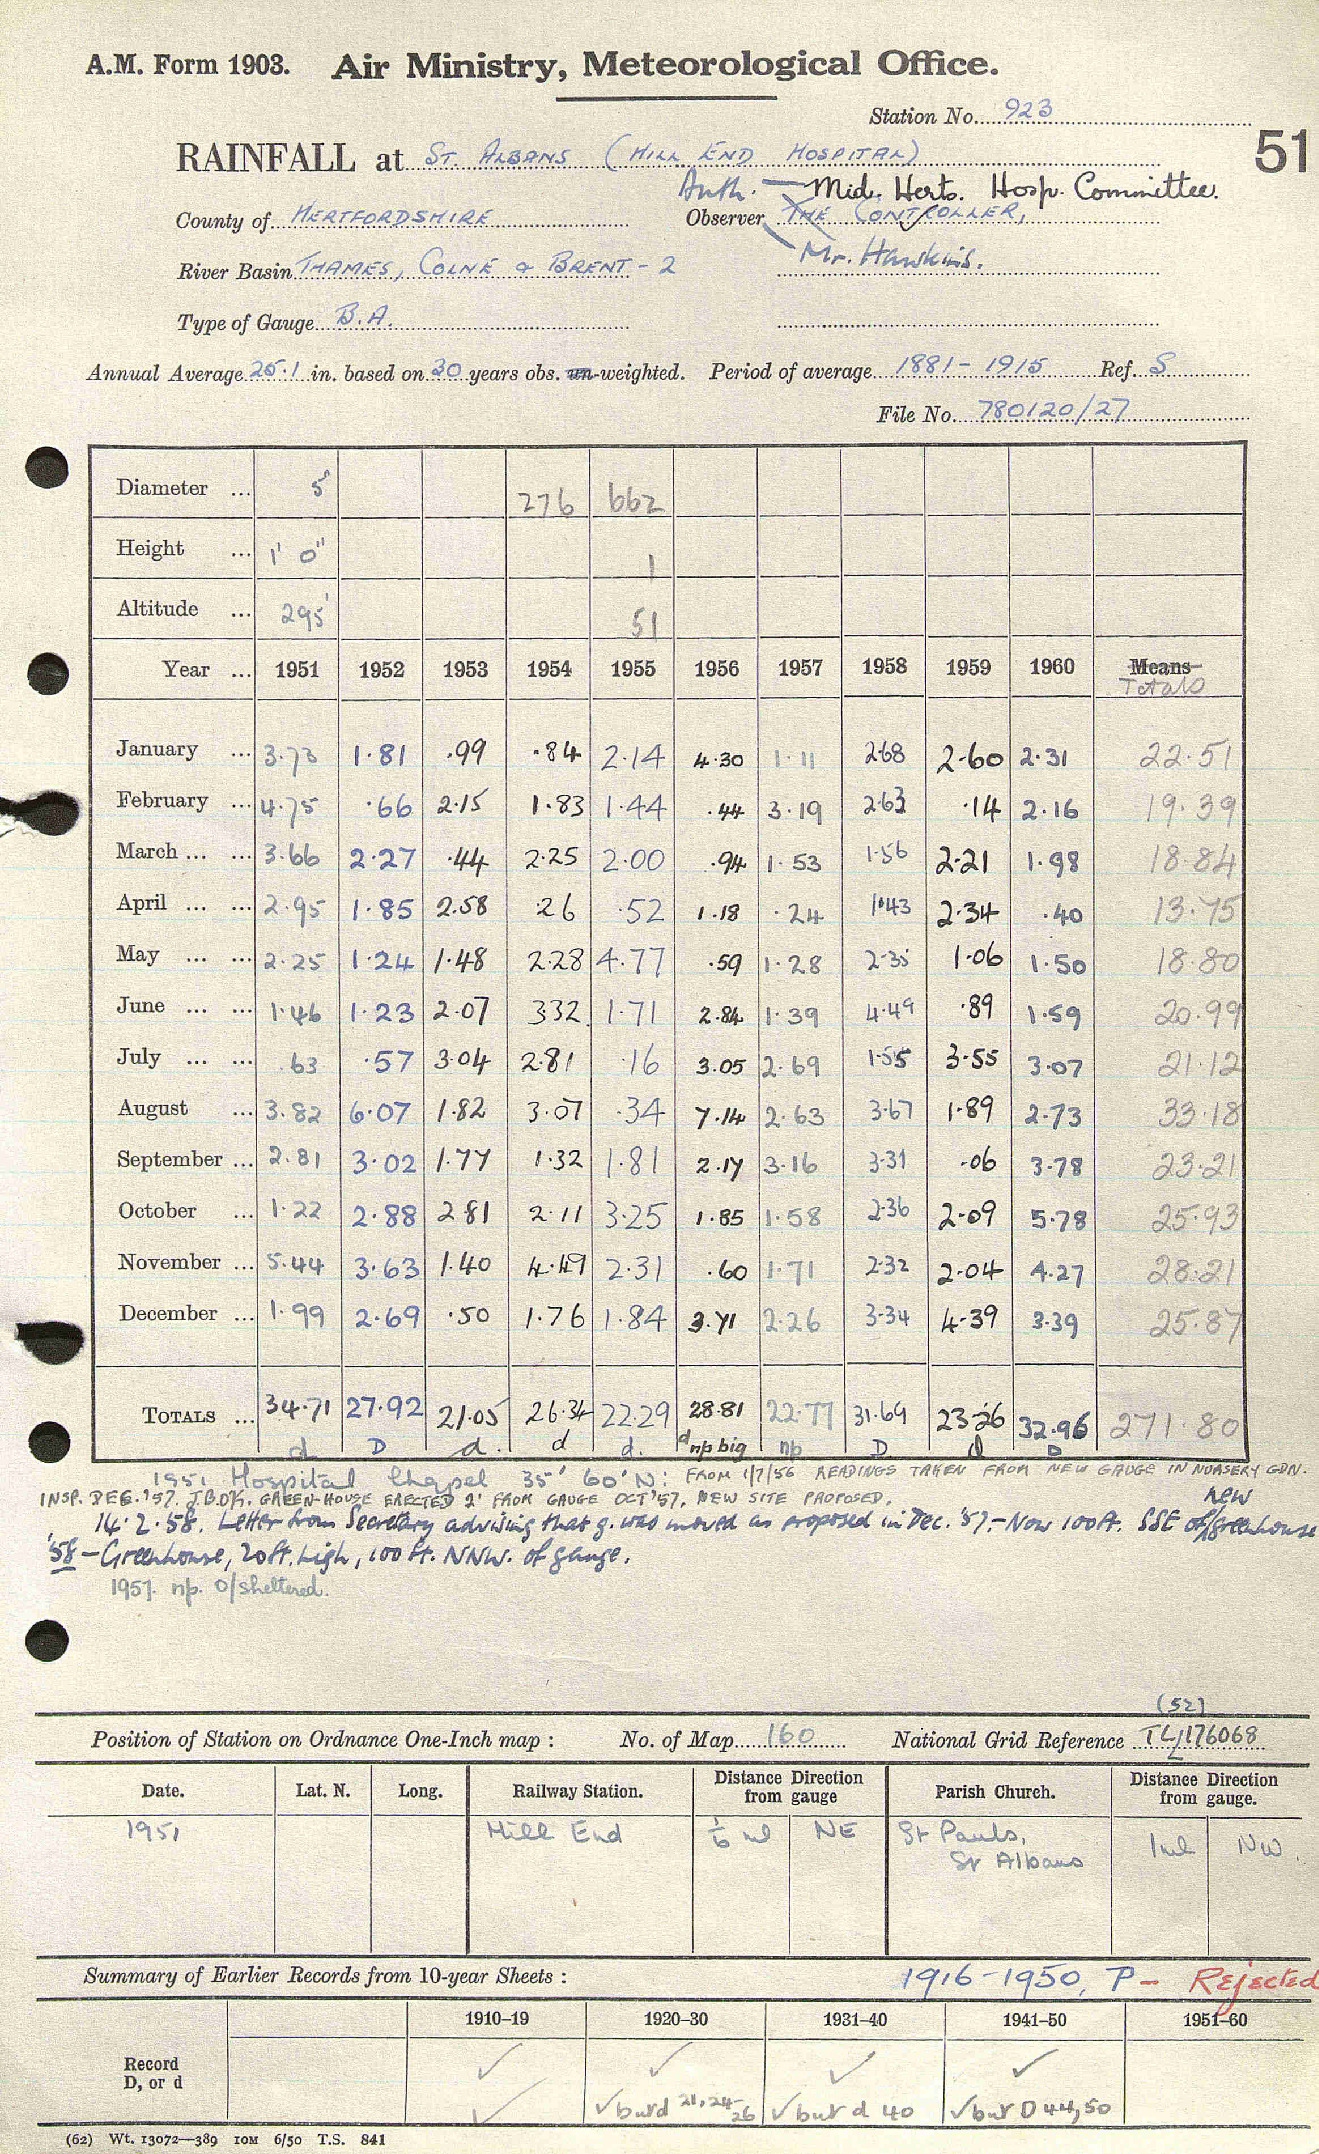 A.M. Form 1903. Air Ministry, Meteorological Office.
Station No. 923
51
RAINFALL at ST. ALBANS (HILL END HOSPITAL)
Auth. — Mid. Herts. Hosp. Committee.
County of HERTFORDSHIRE Observer THE CONTROLLER,
River Basin THAMES, COLNE & BRENT - 2 Mr. Hawkins.
Type of Gauge B.A.
Annual Average 25.1 in. based on 30 years obs. un-weighted. Period of average 1881 - 1915 Ref. S
File No. 780120/27
Diameter ... 5" 276 662
Height ... 1' 0" 1
Altitude ... 295' 51
Year ... 1951 1952 1953 1954 1955 1956 1957 1958 1959 1960 Means
Totals
January ... 3.73 1.81 .99 .84 2.14 4.30 1.11 2.68 2.60 2.31 22.51
February ... 4.75 .66 2.15 1.83 1.44 .44 3.19 2.63 .14 2.16 19.39
March ... ... 3.66 2.27 .44 2.25 2.00 .94 1.53 1.56 2.21 1.98 18.84
April ... ... 2.95 1.85 2.58 .26 .52 1.18 .24 1.43 2.34 .40 13.75
May ... ... 2.25 1.24 1.48 2.28 4.77 .59 1.28 2.35 1.06 1.50 18.80
June ... ... 1.46 1.23 2.07 3.32 1.71 2.84 1.39 4.49 .89 1.59 20.99
July ... ... .63 .57 3.04 2.81 .16 3.05 2.69 1.55 3.55 3.07 21.12
August ... 3.82 6.07 1.82 3.07 .34 7.14 2.63 3.67 1.89 2.73 33.18
September ... 2.81 3.02 1.77 1.32 1.81 2.17 3.16 3.31 .06 3.78 23.21
October ... 1.22 2.88 2.81 2.11 3.25 1.85 1.58 2.36 2.09 5.78 25.93
November ... 5.44 3.63 1.40 4.49 2.31 .60 1.71 2.32 2.04 4.27 28.21
December ... 1.99 2.69 .50 1.76 1.84 3.71 2.26 3.34 4.39 3.39 25.87
TOTALS ... 34.71 27.92 21.05 26.34 22.29 28.81 22.77 31.69 23.26 32.96 271.80
d D d. d d. d np big np D d D
1951 Hospital Chapel 35' 60' N: FROM 1/7/56 READINGS TAKEN FROM NEW GAUGE IN NURSERY GDN.
INSP. DEC. '57. GREEN-HOUSE ERECTED 2' FROM GAUGE OCT '57. NEW SITE PROPOSED.
14.2.58. Letter from Secretary advising that g. was moved as proposed in Dec. '57. - Now 100 ft. SSE of new greenhouse
'58 - Greenhouse, 20ft. high, 100 ft. NNW. of gauge.
1957. np. o/sheltered.
(52)
Position of Station on Ordnance One-Inch map : No. of Map 160 National Grid Reference TL/176068
Date. Lat. N. Long. Railway Station. Distance Direction from gauge Parish Church. Distance Direction from gauge.
1951 Hill End 1/6 ml NE St Pauls, 1 ml NW.
St Albans
Summary of Earlier Records from 10-year Sheets : 1916 - 1950, P - Rejected
1910–19 1920–30 1931–40 1941–50 1951–60
Record ✓ ✓ ✓ ✓
D, or d ✓ ✓ but d 21, 24-26 ✓ but d 40 ✓ but D 44, 50
(62) Wt. 13072—389 10M 6/50 T.S. 841